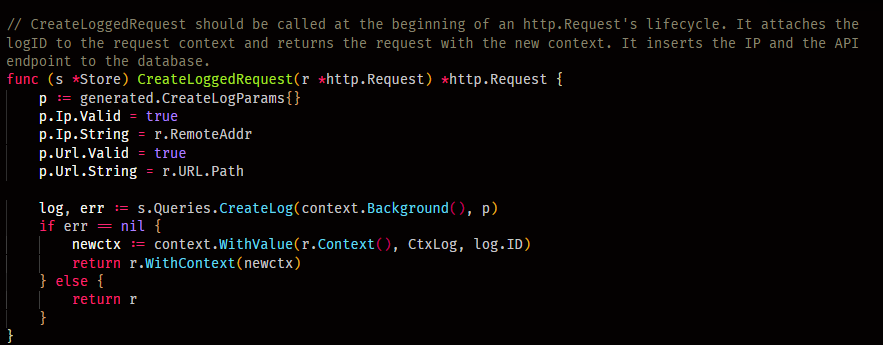 // CreateLoggedRequest should be called at the beginning of an http.Request's lifecycle. It attaches the
logID to the request context and returns the request with the new context. It inserts the IP and the API
endpoint to the database.
func (s *Store) CreateLoggedRequest(r *http.Request) *http.Request {
    p := generated.CreateLogParams{}
    p.Ip.Valid = true
    p.Ip.String = r.RemoteAddr
    p.Url.Valid = true
    p.Url.String = r.URL.Path

    log, err := s.Queries.CreateLog(context.Background(), p)
    if err == nil {
        newctx := context.WithValue(r.Context(), CtxLog, log.ID)
        return r.WithContext(newctx)
    } else {
        return r
    }
}